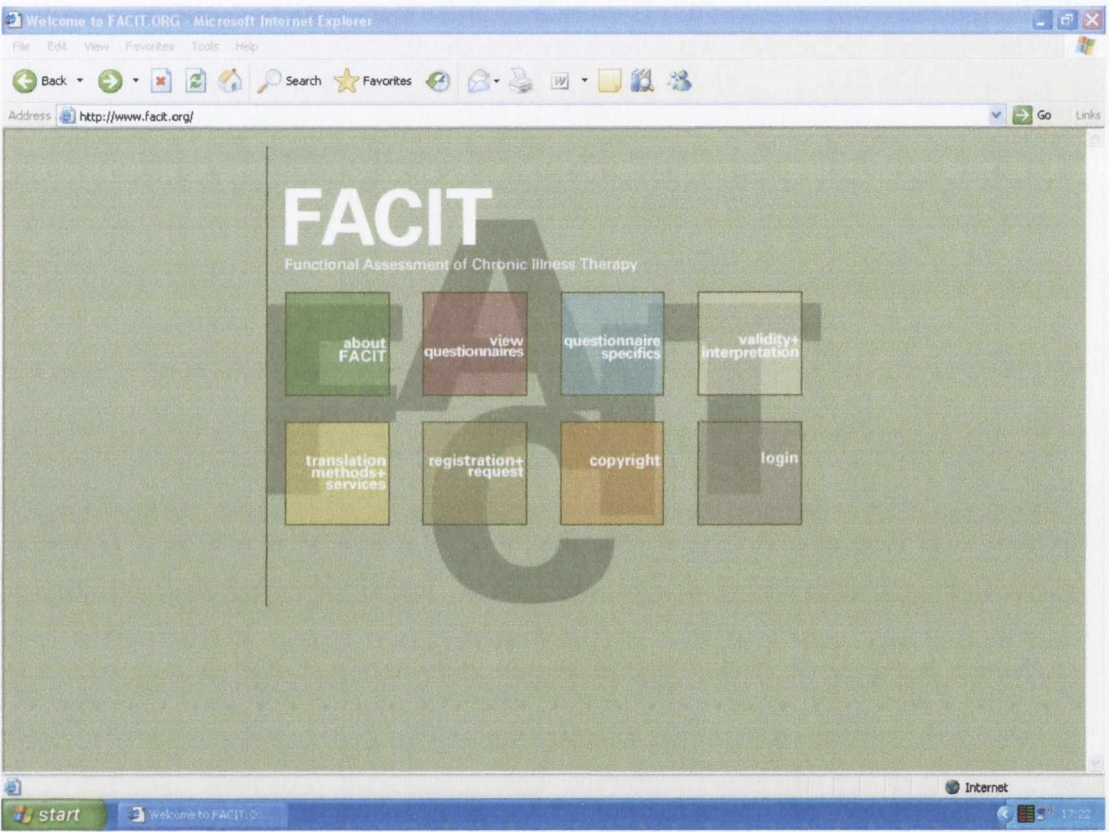 Welcome to FACIT.ORG - Microsoft Internet Explorer
File Edit View Favorites Tools Help
Back Search Favorites
Address http://www.facit.org/ Go Links
FACIT
Functional Assessment of Chronic Illness Therapy
about
FACIT
view
questionnaires
questionnaire
specifics
validity+
interpretation
translation
methods+
services
registration+
request
copyright
login
F A C I T
Internet
start Welcome to FACIT.O... 17:22